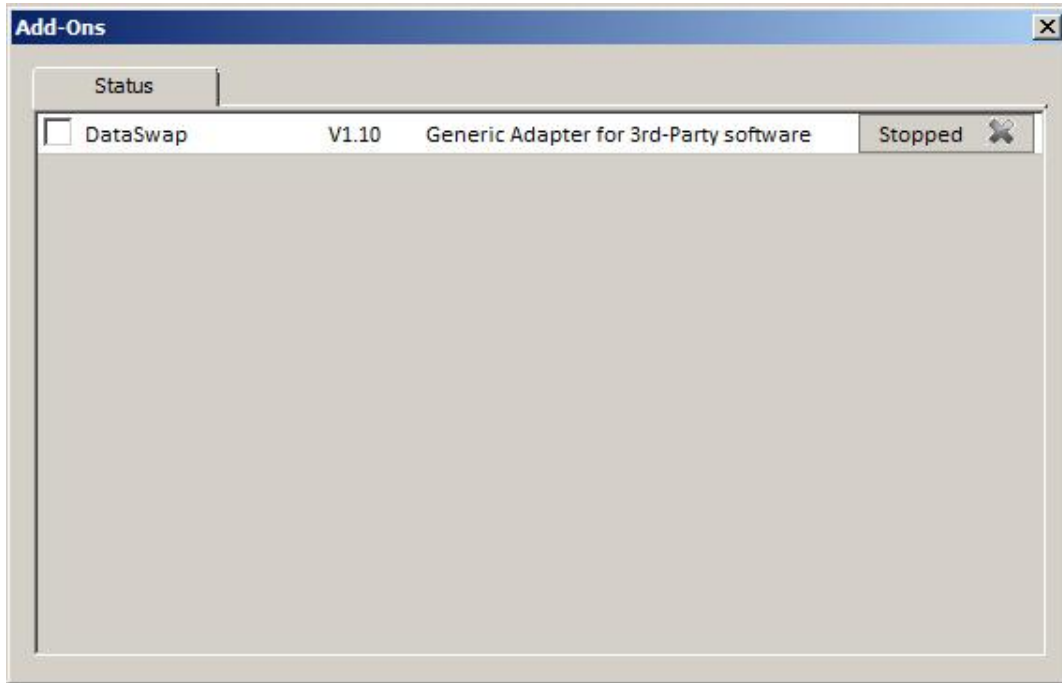 Add-Ons
Status
DataSwap V1.10 Generic Adapter for 3rd-Party software Stopped